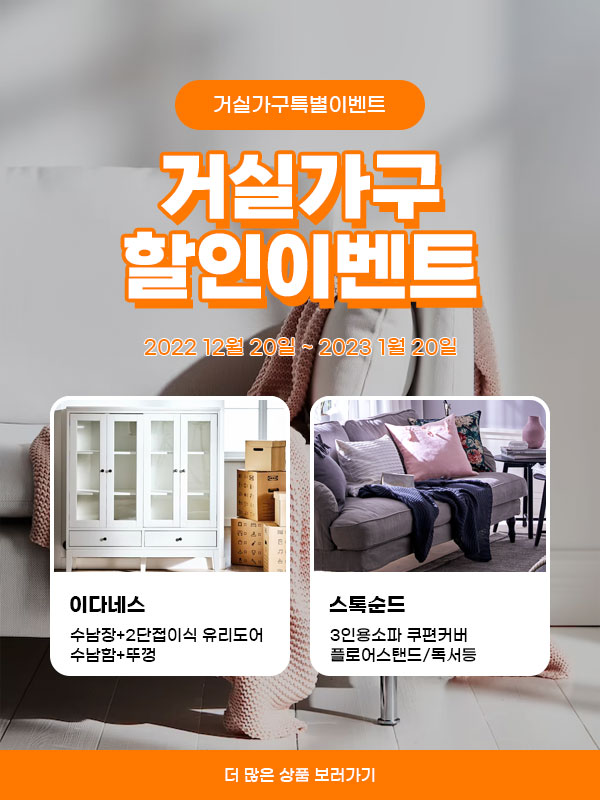 거실가구특별이벤트
거실가구
할인이벤트
2022 12월 20일 ~ 2023 1월 20일
이다네스
수남장+2단접이식 유리도어
수남함+뚜껑
스톡순드
3인용소파 쿠편커버
플로어스탠드/독서등
더 많은 상품 보러가기